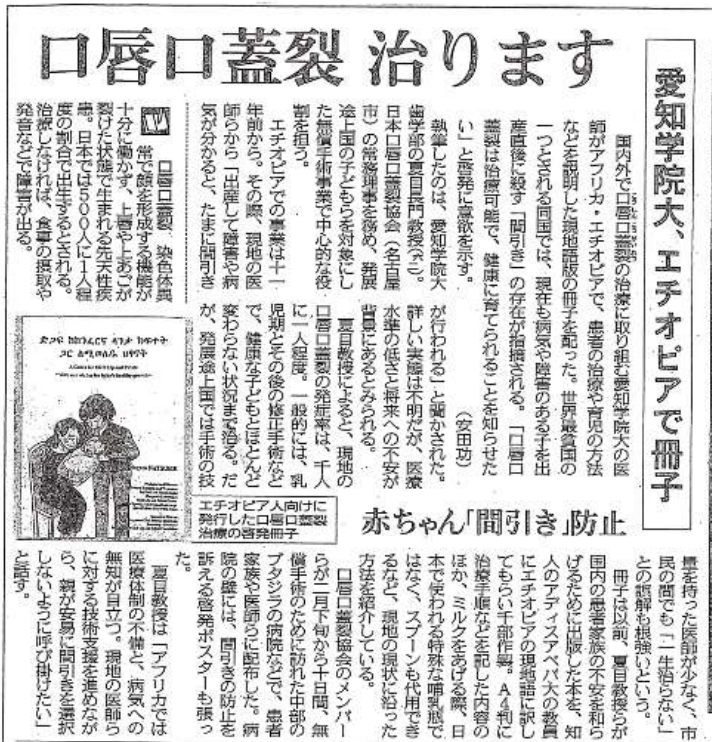 口唇口蓋裂 治ります
愛知学院大、エチオピアで冊子
国内外で口唇口蓋裂の治療に取り組む愛知学院大の医
師がアフリカ・エチオピアで、患者の治療や育児の方法
などを説明した現地語版の冊子を配った。世界最貧国の
一つとされる同国では、現在も病気や障害のある子を出
産直後に殺す「間引き」の存在が指摘される。「口唇口
蓋裂は治療可能で、健康に育てられることを知らせた
い」と啓発に意欲を示す。
(安田功)
執筆したのは、愛知学院大
歯学部の夏目長門教授。
日本口唇口蓋裂協会(名古屋
市)の常務理事を務め、発展
途上国の子どもらを対象にし
た無償手術事業で中心的な役
割を担う。
エチオピアでの事業は十一
年前から。その際、現地の医
師らから「出産して障害や病
気が分かると、たまに間引き
が行われる」と聞かされた。
詳しい実態は不明だが、医療
水準の低さと将来への不安が
背景にあるとみられる。
夏目教授によると、現地の
口唇口蓋裂の発症率は、千人
に一人程度。一般的には、乳
児期とその後の修正手術など
で、健康な子どもとほとんど
変わらない状況まで治る。だ
が、発展途上国では手術の技
量を持った医師が少なく、市
民の間でも「一生治らない」
との誤解も根強いという。
冊子は以前、夏目教授らが
国内の患者家族の不安を和ら
げるために出版した本を、知
人のアディスアベバ大の教員
にエチオピアの現地語に訳し
てもらい千部作製。A4判に
治療手順などを記した内容の
ほか、ミルクをあげる際、日
本で使われる特殊な哺乳瓶で
はなく、スプーンも代用でき
るなど、現地の現状に沿った
方法を紹介している。
口唇口蓋裂協会のメンバー
らが二月下旬から十日間、無
償手術のために訪れた中部の
ブタジラの病院などで、患者
家族や医師らに配布した。病
院の壁には、間引きの防止を
訴える啓発ポスターも張っ
た。
夏目教授は「アフリカでは
医療体制の不備と、病気への
無知が目立つ。現地の医師ら
に対する技術支援を進めなが
ら、親が安易に間引きを選択
しないように呼び掛けたい」
と話す。
赤ちゃん「間引き」防止
口唇口蓋裂 染色体異
常で顔を形成する機能が
十分に働かず、上唇や上あごが
裂けた状態で生まれる先天性疾
患。日本では500人に1人程
度の割合で出生するとされる。
治療しなければ、食事の摂取や
発音などで障害が出る。
エチオピア人向けに
発行した口唇口蓋裂
治療の啓発冊子